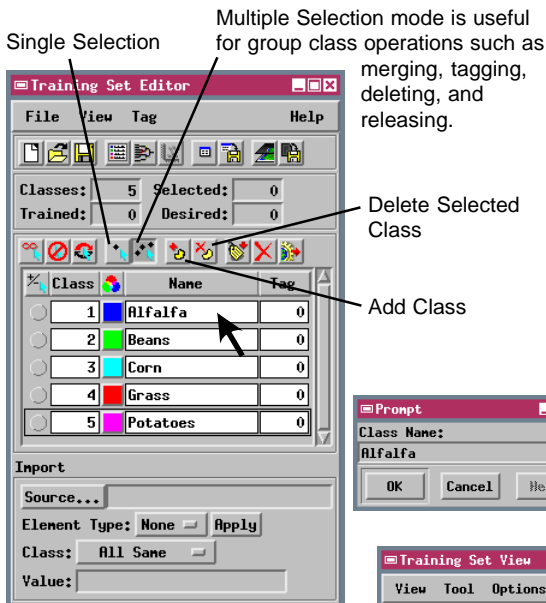 Multiple Selection mode is useful
for group class operations such as
merging, tagging,
deleting, and
releasing.
Single Selection
Training Set Editor
File View Tag Help
Classes: 5 Selected: 0
Trained: 0 Desired: 0
Delete Selected
Class
Add Class
Class Name Tag
1 Alfalfa 0
2 Beans 0
3 Corn 0
4 Grass 0
5 Potatoes 0
Import
Source...
Element Type: None Apply
Class: All Same
Value:
Prompt
Class Name:
Alfalfa
OK Cancel He
Training Set View
View Tool Options